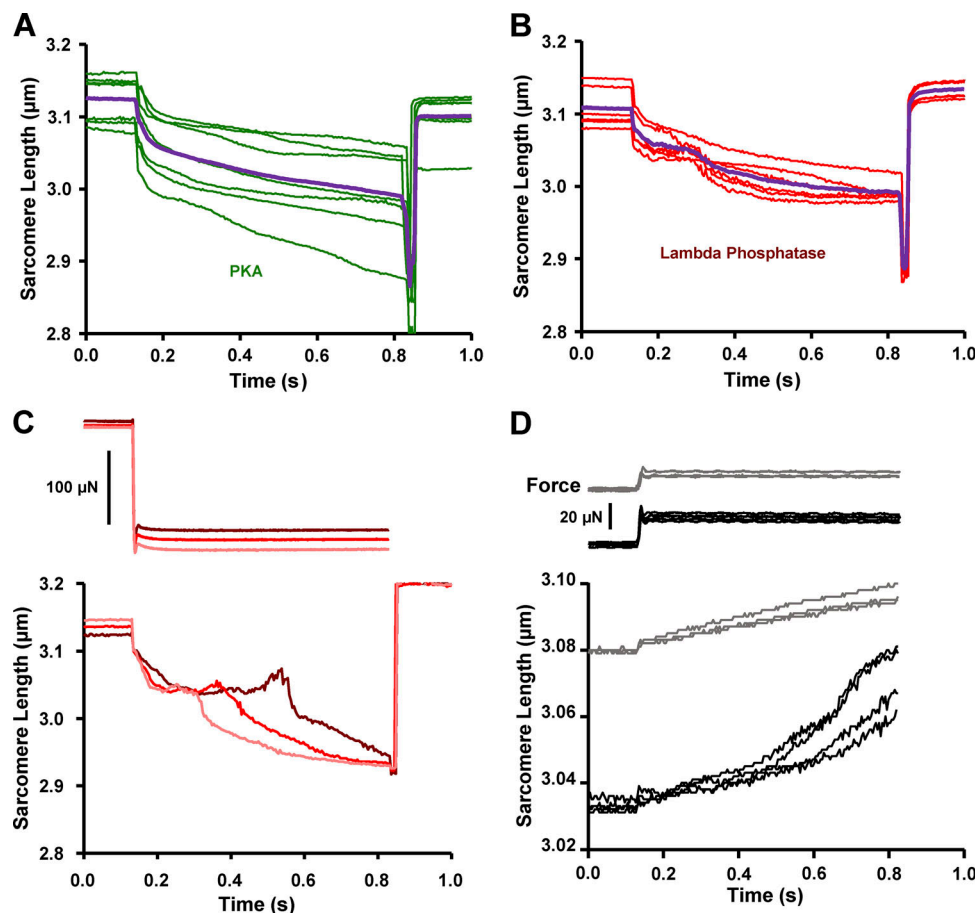 A
Sarcomere Length (µm)
3.2
3.1
3.0
2.9
2.8
PKA
0.0 0.2 0.4 0.6 0.8 1.0
Time (s)
B
Sarcomere Length (µm)
3.2
3.1
3.0
2.9
2.8
Lambda Phosphatase
0.0 0.2 0.4 0.6 0.8 1.0
Time (s)
C
100 µN
Sarcomere Length (µm)
3.2
3.1
3.0
2.9
2.8
0.0 0.2 0.4 0.6 0.8 1.0
Time (s)
D
Force
20 µN
Sarcomere Length (µm)
3.10
3.08
3.06
3.04
3.02
0.0 0.2 0.4 0.6 0.8 1.0
Time (s)